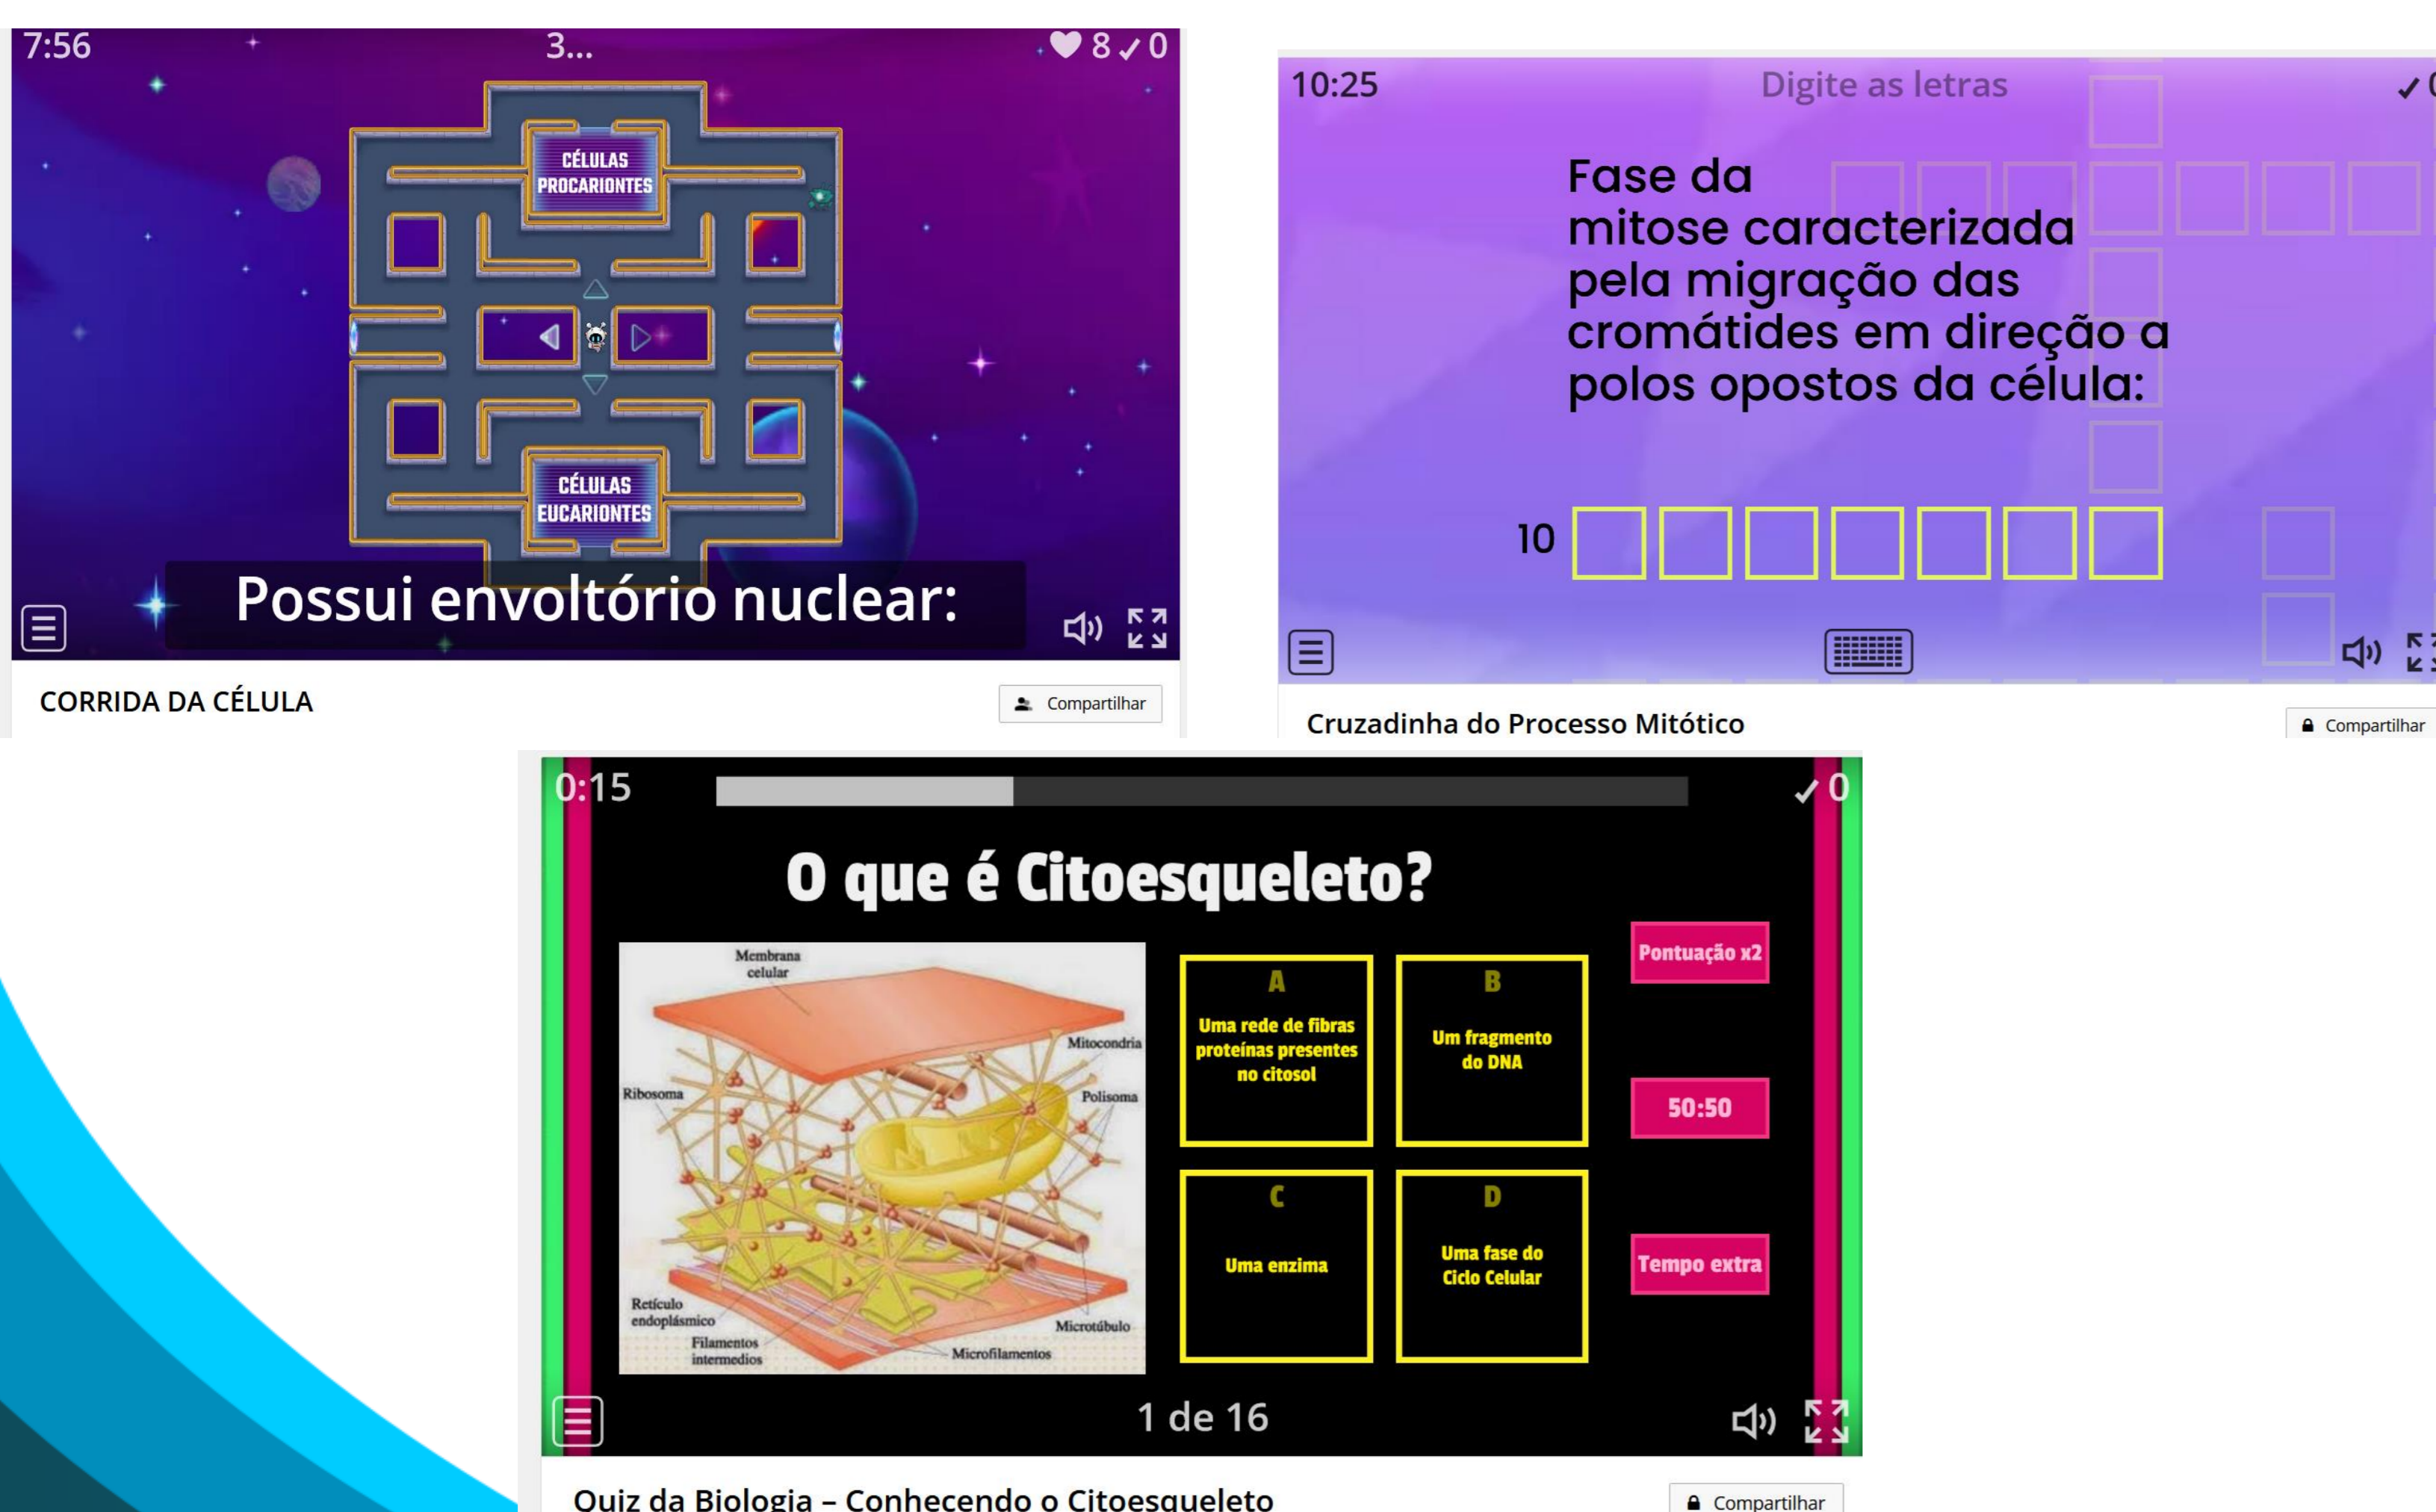 7:56
3...
8 ✓ 0
CÉLULAS
PROCARIONTES
CÉLULAS
EUCARIONTES
Possui envoltório nuclear:
CORRIDA DA CÉLULA
Compartilhar
10:25
Digite as letras
✓ 0
Fase da
mitose caracterizada
pela migração das
cromátides em direção a
polos opostos da célula:
10
Cruzadinha do Processo Mitótico
Compartilhar
0:15
✓ 0
O que é Citoesqueleto?
Membrana
celular
Mitocondria
Ribosoma
Polisoma
Retículo
endoplásmico
Filamentos
intermedios
Microfilamentos
Microtúbulo
A
Uma rede de fibras
proteínas presentes
no citosol
B
Um fragmento
do DNA
C
Uma enzima
D
Uma fase do
Ciclo Celular
Pontuação x2
50:50
Tempo extra
1 de 16
Quiz da Biologia – Conhecendo o Citoesqueleto
Compartilhar